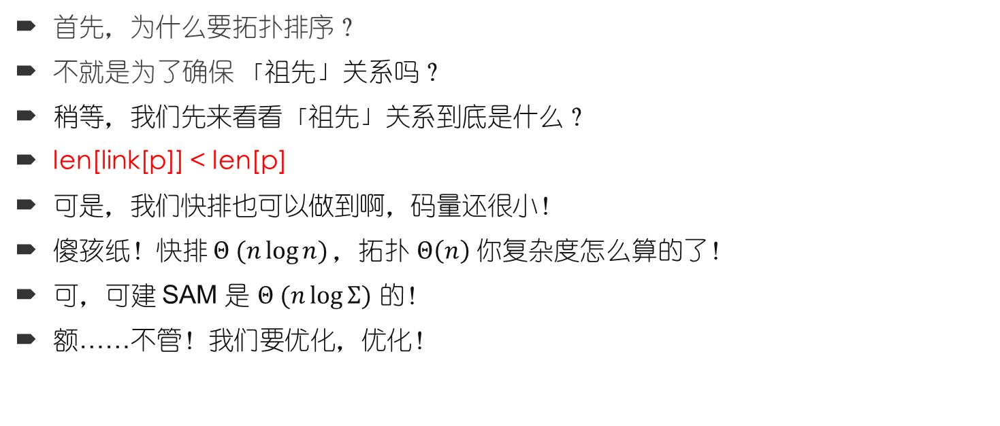 首先，为什么要拓扑排序？
不就是为了确保「祖先」关系吗？
稍等，我们先来看看「祖先」关系到底是什么？
len[link[p]] < len[p]
可是，我们快排也可以做到啊，码量还很小！
傻孩纸！快排 Θ (n log n) ，拓扑 Θ(n) 你复杂度怎么算的了！
可，可建 SAM 是 Θ (n log Σ) 的！
额……不管！我们要优化，优化！